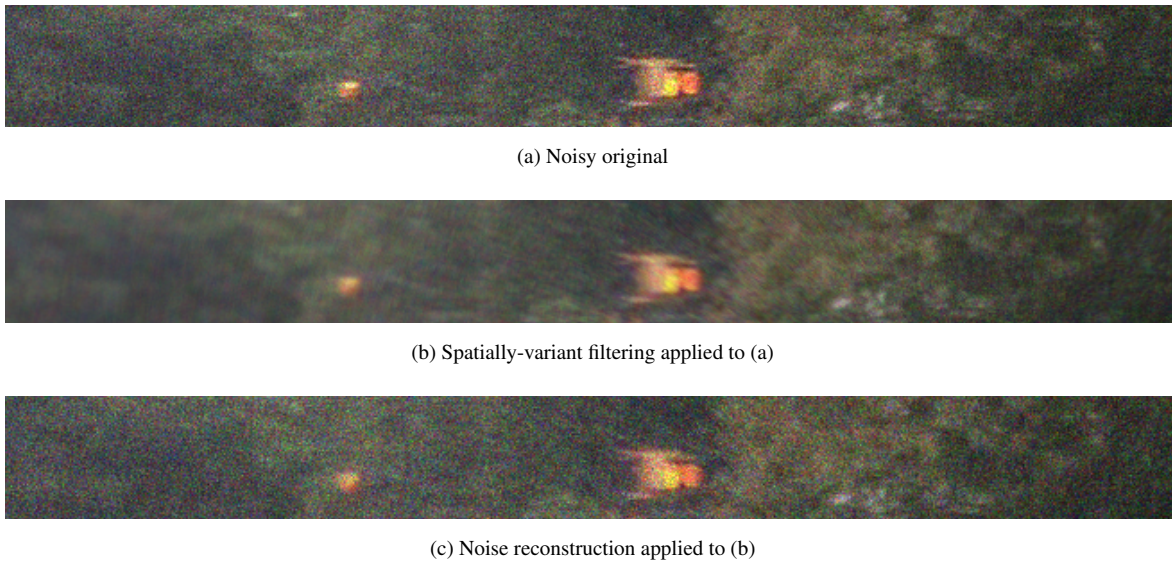 (a) Noisy original
(b) Spatially-variant filtering applied to (a)
(c) Noise reconstruction applied to (b)